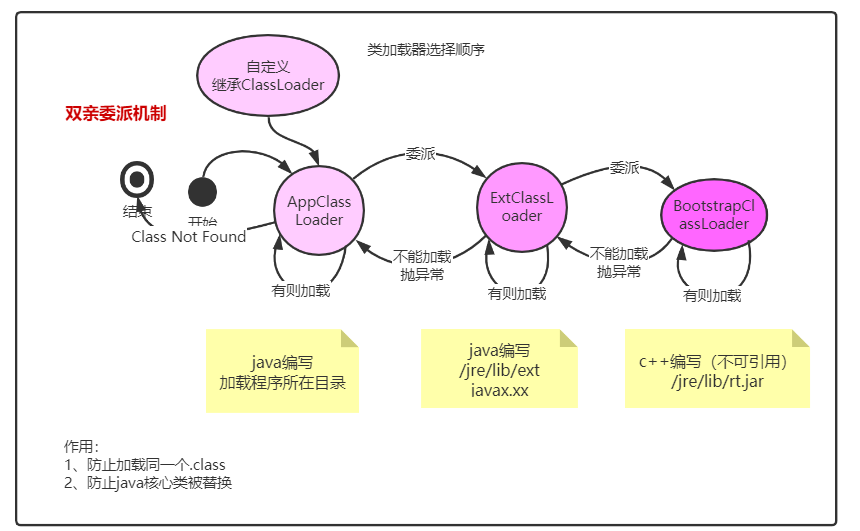 类加载器选择顺序
自定义
继承ClassLoader
双亲委派机制
结束
开始
Class Not Found
AppClass
Loader
委派
ExtClassL
oader
委派
BootstrapCl
assLoader
不能加载
抛异常
不能加载
抛异常
有则加载
有则加载
有则加载
java编写
加载程序所在目录
java编写
/jre/lib/ext
javax.xx
c++编写（不可引用）
/jre/lib/rt.jar
作用：
1、防止加载同一个.class
2、防止java核心类被替换